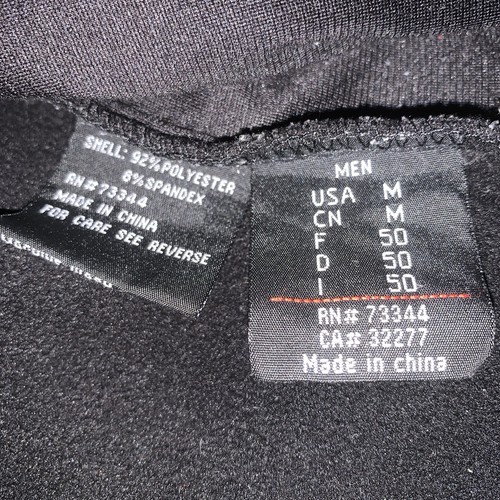 SHELL: 92% POLYESTER
8% SPANDEX
RN# 73344
MADE IN CHINA
FOR CARE SEE REVERSE
MEN
USA M
CN M
F 50
D 50
I 50
RN# 73344
CA# 32277
Made in china